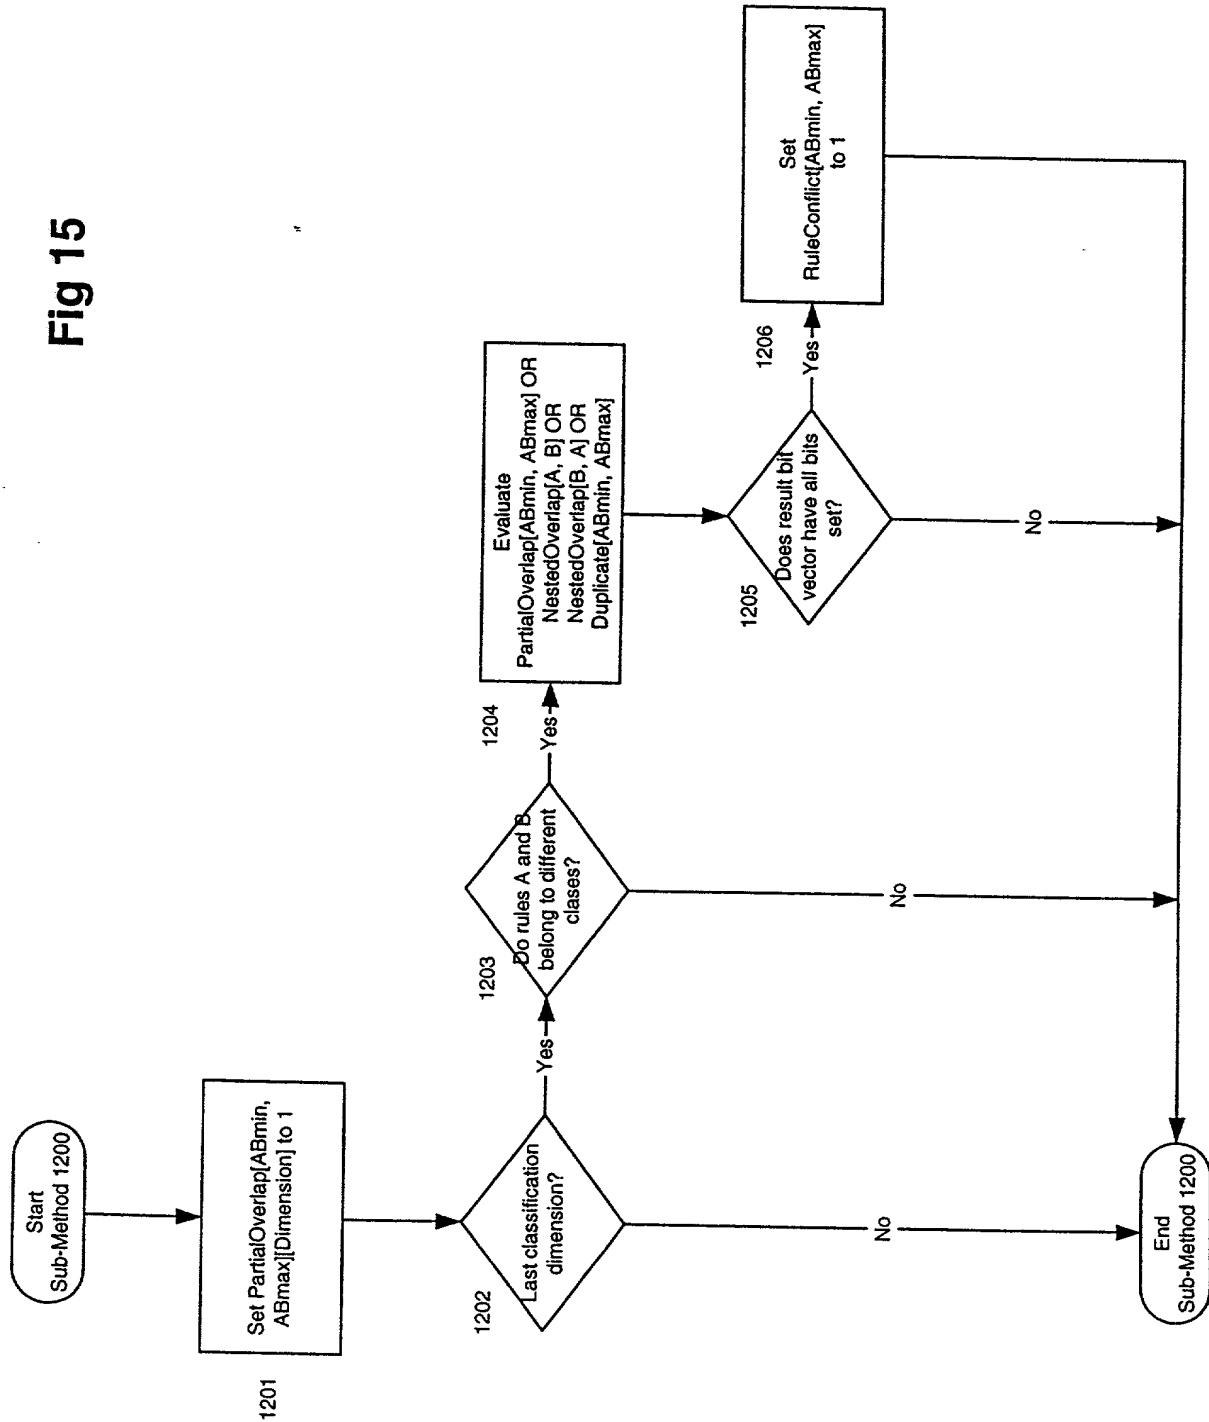 Fig 15
Start
Sub-Method 1200
1201
Set PartialOverlap[ABmin,
ABmax][Dimension] to 1
1202
Last classification
dimension?
Yes
No
1203
Do rules A and B
belong to different
clases?
Yes
No
1204
Evaluate
PartialOverlap[ABmin, ABmax] OR
NestedOverlap[A, B] OR
NestedOverlap[B, A] OR
Duplicate[ABmin, ABmax]
1205
Does result bit
vector have all bits
set?
Yes
No
1206
Set
RuleConflict[ABmin, ABmax]
to 1
End
Sub-Method 1200